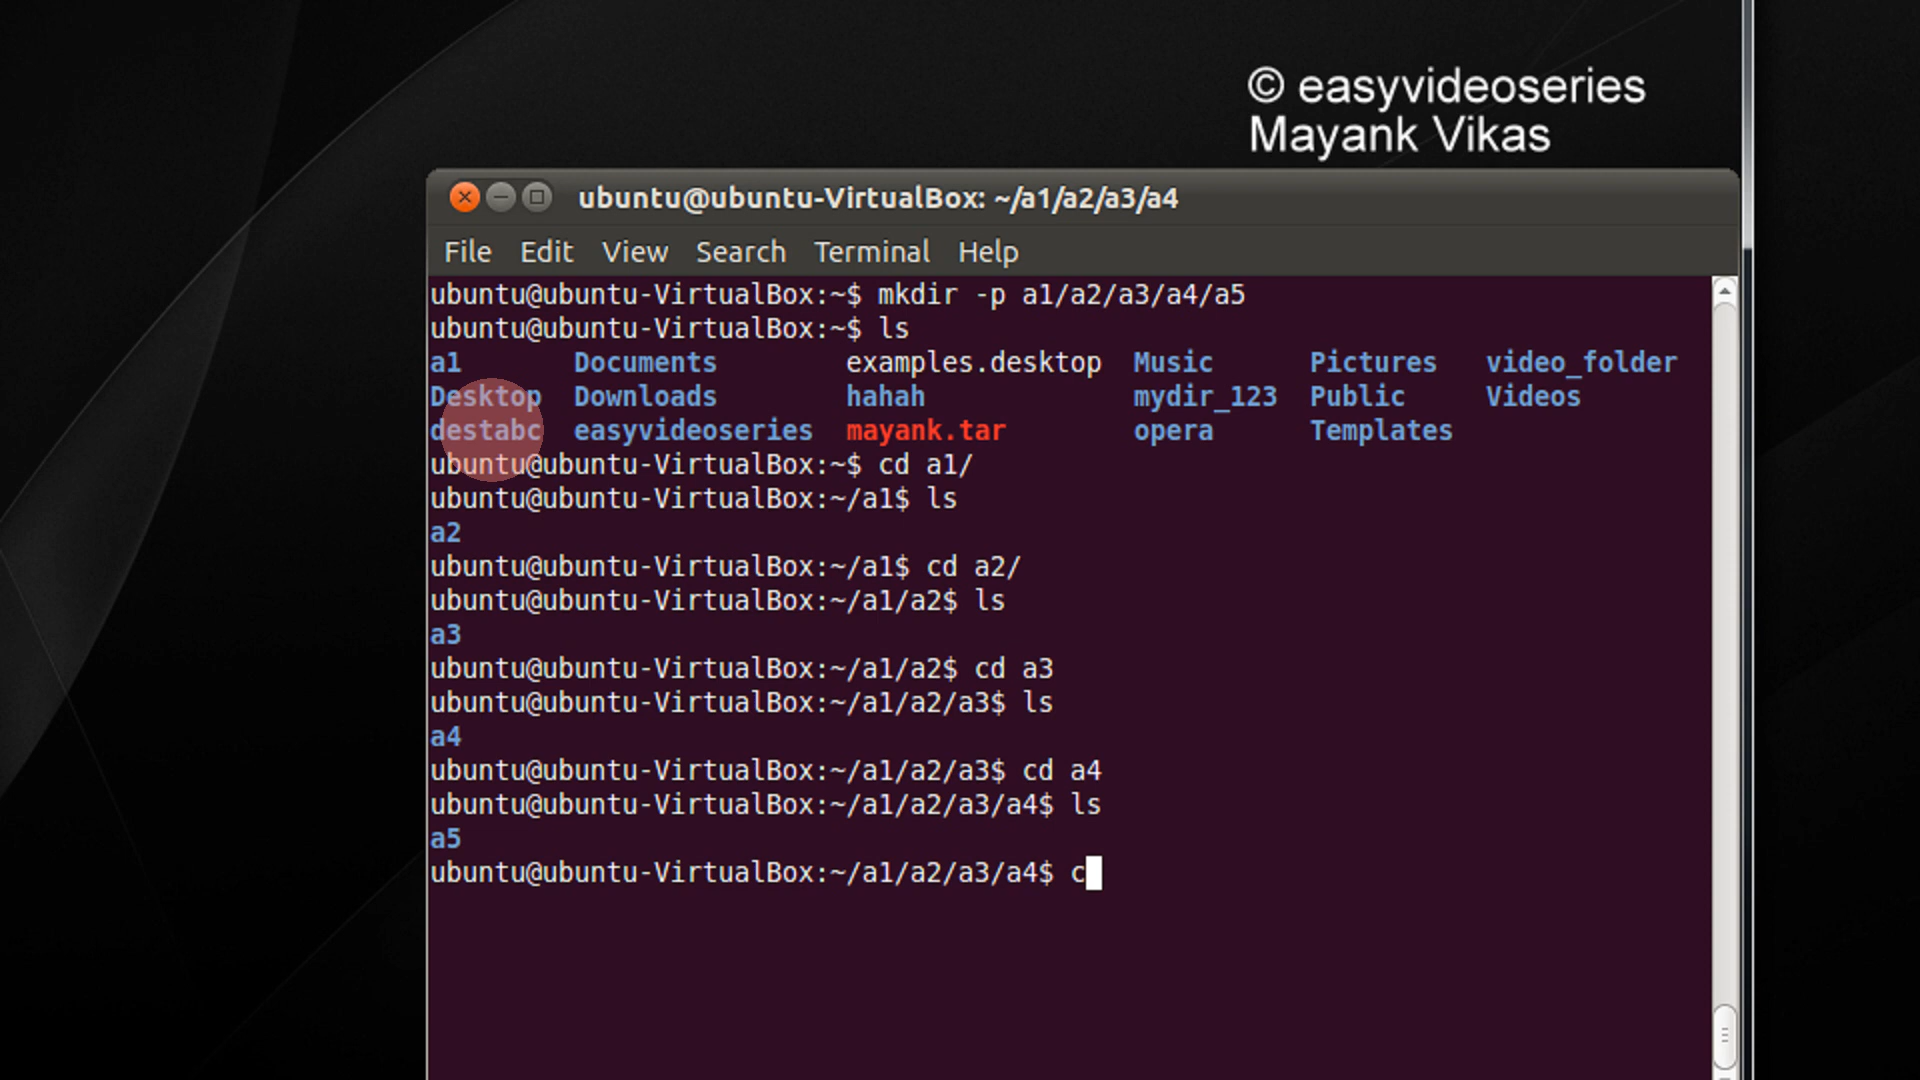 © easyvideoseries
Mayank Vikas
ubuntu@ubuntu-VirtualBox: ~/a1/a2/a3/a4
File Edit View Search Terminal Help
ubuntu@ubuntu-VirtualBox:~$ mkdir -p a1/a2/a3/a4/a5
ubuntu@ubuntu-VirtualBox:~$ ls
a1 Documents examples.desktop Music Pictures video_folder
Desktop Downloads hahah mydir_123 Public Videos
destabc easyvideoseries mayank.tar opera Templates
ubuntu@ubuntu-VirtualBox:~$ cd a1/
ubuntu@ubuntu-VirtualBox:~/a1$ ls
a2
ubuntu@ubuntu-VirtualBox:~/a1$ cd a2/
ubuntu@ubuntu-VirtualBox:~/a1/a2$ ls
a3
ubuntu@ubuntu-VirtualBox:~/a1/a2$ cd a3
ubuntu@ubuntu-VirtualBox:~/a1/a2/a3$ ls
a4
ubuntu@ubuntu-VirtualBox:~/a1/a2/a3$ cd a4
ubuntu@ubuntu-VirtualBox:~/a1/a2/a3/a4$ ls
a5
ubuntu@ubuntu-VirtualBox:~/a1/a2/a3/a4$ c